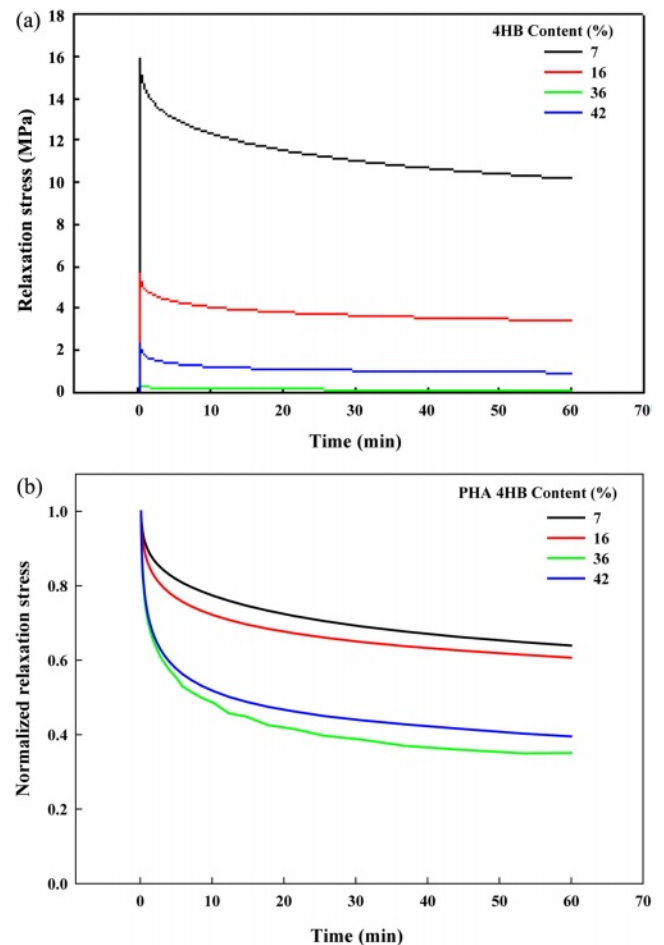 (a)
18
16
14
12
10
8
6
4
2
0
Relaxation stress (MPa)
4HB Content (%)
7
16
36
42
0 10 20 30 40 50 60 70
Time (min)
(b)
1.0
0.8
0.6
0.4
0.2
0.0
Normalized relaxation stress
PHA 4HB Content (%)
7
16
36
42
0 10 20 30 40 50 60 70
Time (min)